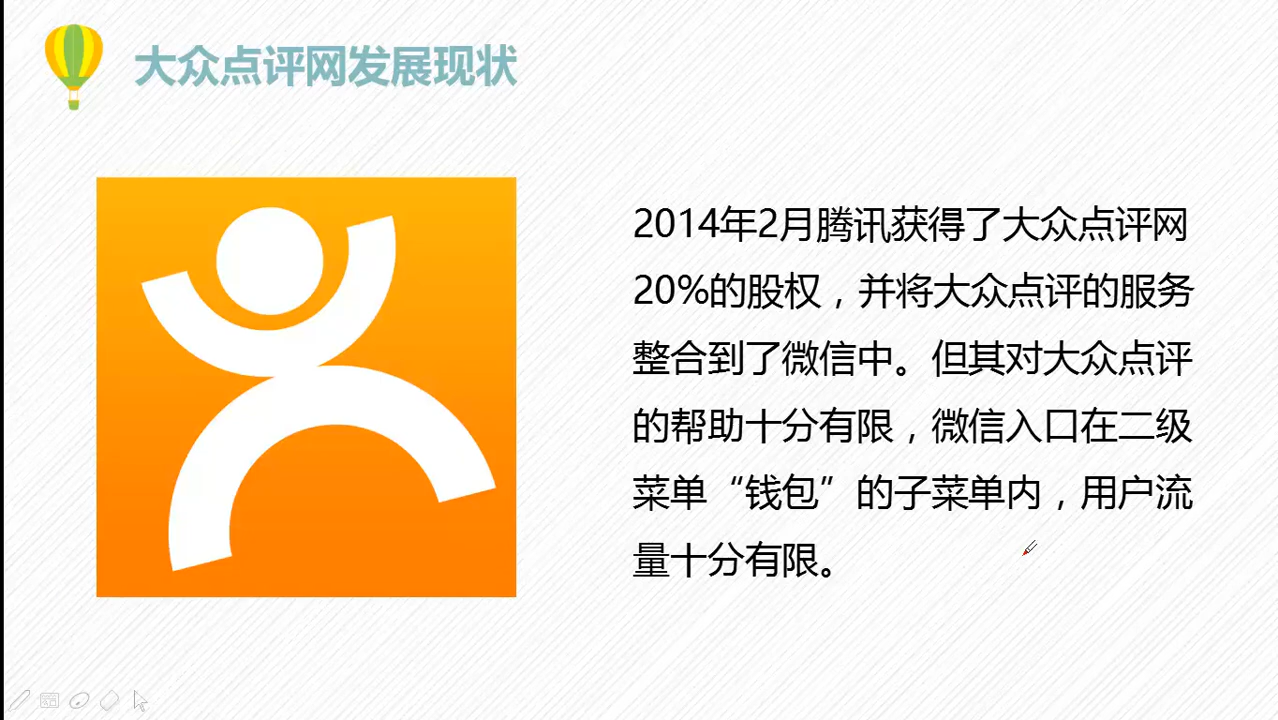 大众点评网发展现状
2014年2月腾讯获得了大众点评网
20%的股权，并将大众点评的服务
整合到了微信中。但其对大众点评
的帮助十分有限，微信入口在二级
菜单“钱包”的子菜单内，用户流
量十分有限。